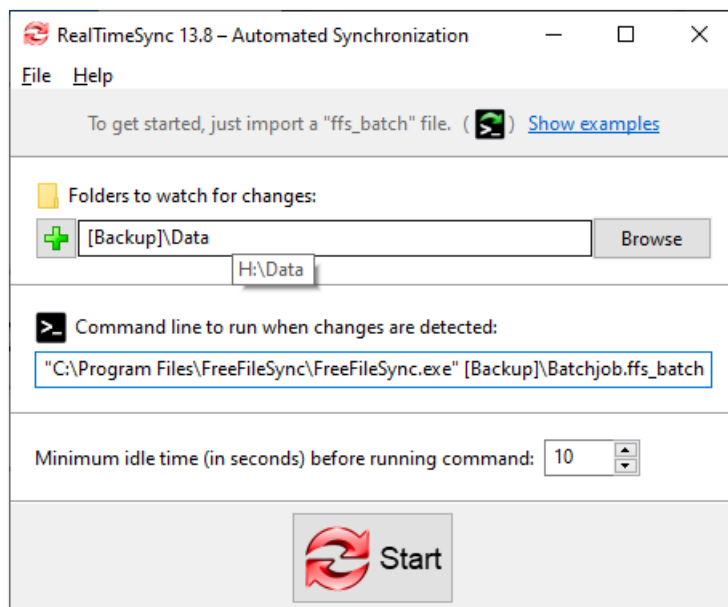 RealTimeSync 13.8 – Automated Synchronization
File Help
To get started, just import a "ffs_batch" file. ( ) Show examples
Folders to watch for changes:
[Backup]\Data
Browse
H:\Data
Command line to run when changes are detected:
"C:\Program Files\FreeFileSync\FreeFileSync.exe" [Backup]\Batchjob.ffs_batch
Minimum idle time (in seconds) before running command: 10
Start